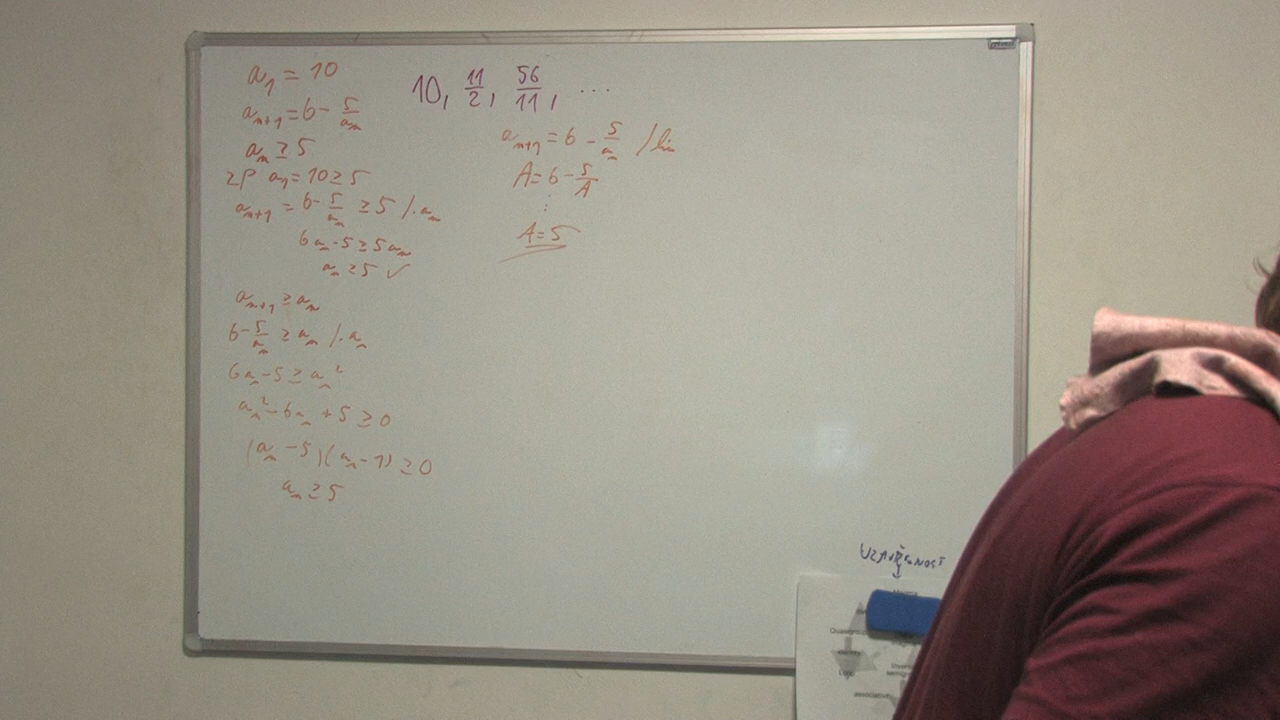 a₁ = 10
aₙ₊₁ = 6 - 5/aₙ
aₙ ≥ 5
ZP a₁ = 10 ≥ 5
aₙ₊₁ = 6 - 5/aₙ ≥ 5 /·aₙ
6aₙ - 5 ≥ 5aₙ
aₙ ≥ 5 ✓
aₙ₊₁ ≥ aₙ
6 - 5/aₙ ≥ aₙ /·aₙ
6aₙ - 5 ≥ aₙ²
aₙ² - 6aₙ + 5 ≥ 0
(aₙ - 5)(aₙ - 1) ≥ 0
aₙ ≥ 5
10, 11/2, 56/11, ...
aₙ₊₁ = 6 - 5/aₙ /lim
A = 6 - 5/A
⋮
A = 5
UZAVŘENOST